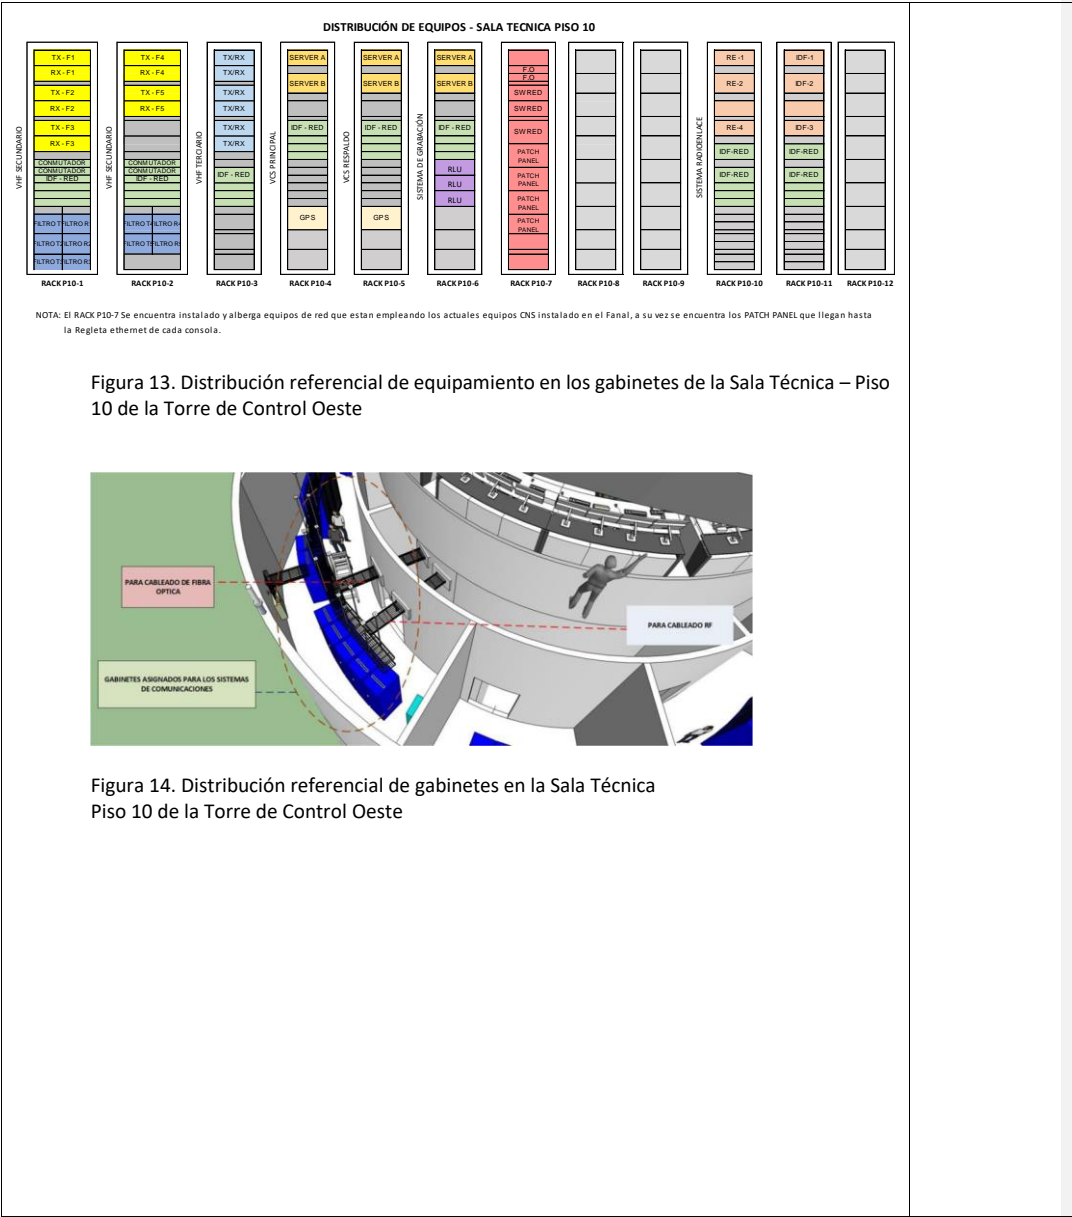 DISTRIBUCIÓN DE EQUIPOS - SALA TECNICA PISO 10
VHF SECUNDARIO
TX - F1
RX - F1
TX - F2
RX - F2
TX - F3
RX - F3
CONMUTADOR
CONMUTADOR
FILTRO R
RACK P10-1
VHF SECUNDARIO
TX - F4
RX - F4
TX - F5
RX - F5
CONMUTADOR
CONMUTADOR
IDF - RED
RACK P10-2
VHF TERCIARIO
TX/RX
TX/RX
TX/RX
TX/RX
TX/RX
TX/RX
IDF - RED
RACK P10-3
VCS PRINCIPAL
SERVER A
SERVER B
IDF - RED
GPS
RACK P10-4
VCS RESPALDO
SERVER A
SERVER B
IDF - RED
GPS
RACK P10-5
SISTEMA DE GRABACIÓN
SERVER A
SERVER B
IDF - RED
RLU
RLU
RLU
RACK P10-6
F.O
F.O
SW RED
SW RED
SW RED
PATCH
PANEL
PATCH
PANEL
PATCH
PANEL
PATCH
PANEL
RACK P10-7
RACK P10-8
RACK P10-9
SISTEMA RADIOENLACE
RE -1
RE-2
RE-4
IDF-RED
IDF-RED
RACK P10-10
IDF-1
IDF-2
IDF-3
IDF-RED
IDF-RED
RACK P10-11
RACK P10-12
NOTA: El RACK P10-7 Se encuentra instalado y alberga equipos de red que estan empleando los actuales equipos CNS instalado en el Fanal, a su vez se encuentra los PATCH PANEL que llegan hasta
la Regleta ethernet de cada consola.
Figura 13. Distribución referencial de equipamiento en los gabinetes de la Sala Técnica – Piso
10 de la Torre de Control Oeste
PARA CABLEADO DE FIBRA
OPTICA
PARA CABLEADO RF
GABINETES ASIGNADOS PARA LOS SISTEMAS
DE COMUNICACIONES
Figura 14. Distribución referencial de gabinetes en la Sala Técnica
Piso 10 de la Torre de Control Oeste